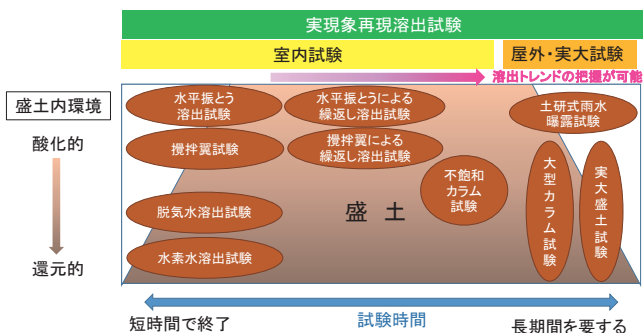 実現象再現溶出試験
室内試験
屋外・実大試験
溶出トレンドの把握が可能
盛土内環境
酸化的
還元的
水平振とう
溶出試験
水平振とうによる
繰返し溶出試験
土研式雨水
曝露試験
攪拌翼試験
攪拌翼による
繰返し溶出試験
不飽和
カラム
試験
大型カラム試験
実大盛土試験
脱気水溶出試験
盛 土
水素水溶出試験
短時間で終了
試験時間
長期間を要する